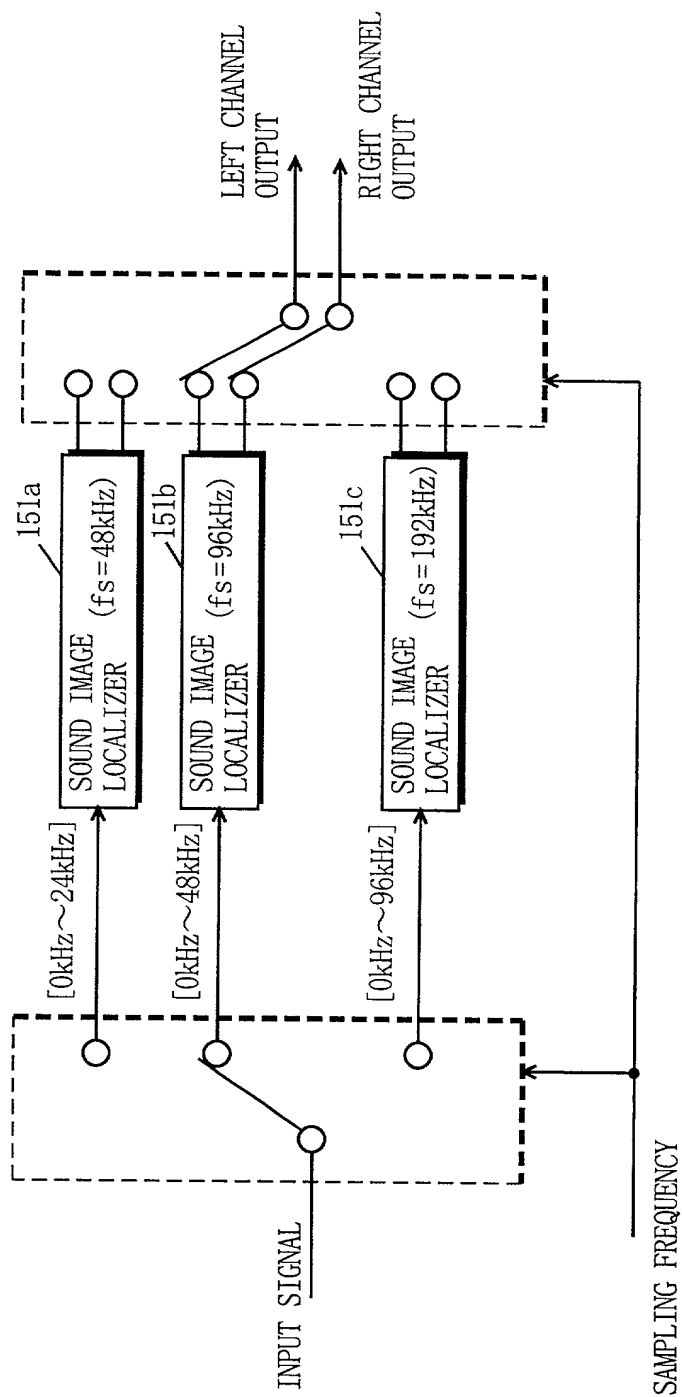 INPUT SIGNAL
SAMPLING FREQUENCY
[0kHz～24kHz]
[0kHz～48kHz]
[0kHz～96kHz]
151a
SOUND IMAGE
LOCALIZER (fs=48kHz)
151b
SOUND IMAGE
LOCALIZER (fs=96kHz)
151c
SOUND IMAGE
LOCALIZER (fs=192kHz)
LEFT CHANNEL
OUTPUT
RIGHT CHANNEL
OUTPUT